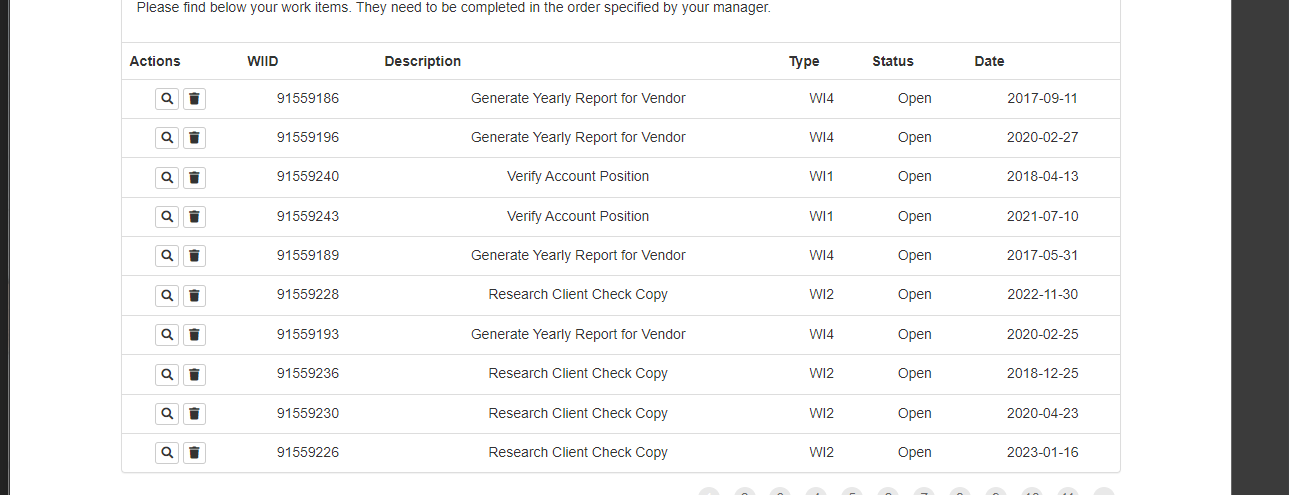 Please find below your work items. They need to be completed in the order specified by your manager.
Actions WIID Description Type Status Date
91559186 Generate Yearly Report for Vendor WI4 Open 2017-09-11
91559196 Generate Yearly Report for Vendor WI4 Open 2020-02-27
91559240 Verify Account Position WI1 Open 2018-04-13
91559243 Verify Account Position WI1 Open 2021-07-10
91559189 Generate Yearly Report for Vendor WI4 Open 2017-05-31
91559228 Research Client Check Copy WI2 Open 2022-11-30
91559193 Generate Yearly Report for Vendor WI4 Open 2020-02-25
91559236 Research Client Check Copy WI2 Open 2018-12-25
91559230 Research Client Check Copy WI2 Open 2020-04-23
91559226 Research Client Check Copy WI2 Open 2023-01-16